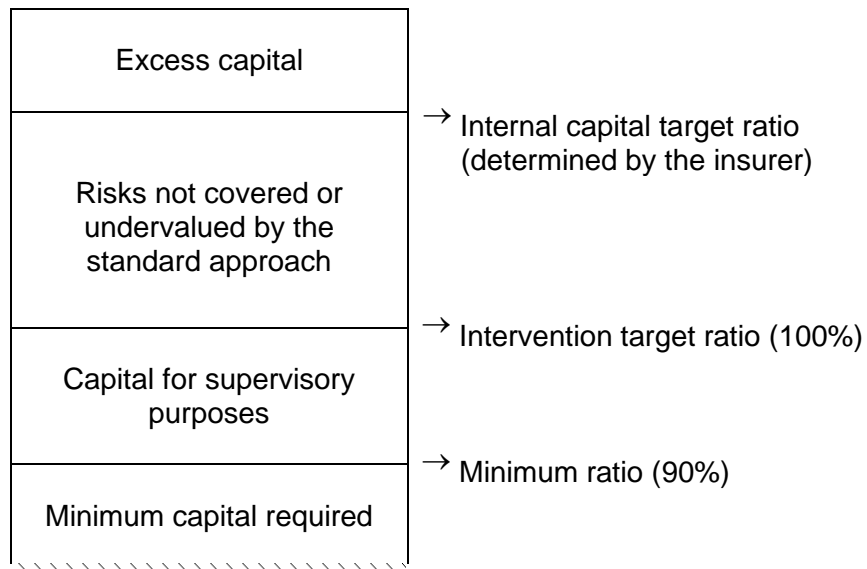 Excess capital
→ Internal capital target ratio
(determined by the insurer)
Risks not covered or
undervalued by the
standard approach
→ Intervention target ratio (100%)
Capital for supervisory
purposes
→ Minimum ratio (90%)
Minimum capital required